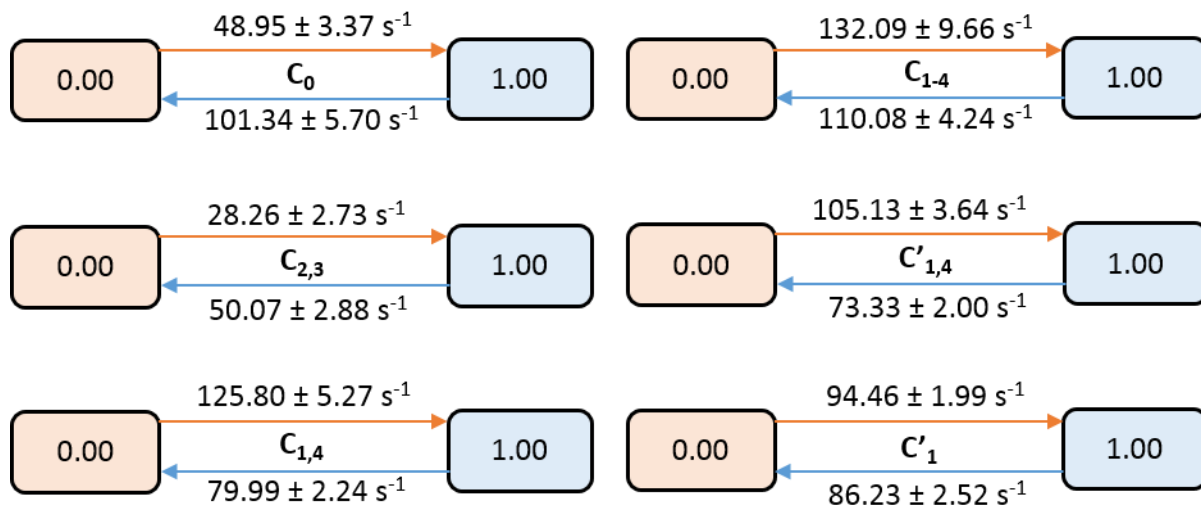 48.95 ± 3.37 s⁻¹
0.00 C₀ 1.00
101.34 ± 5.70 s⁻¹
132.09 ± 9.66 s⁻¹
0.00 C₁₋₄ 1.00
110.08 ± 4.24 s⁻¹
28.26 ± 2.73 s⁻¹
0.00 C₂,₃ 1.00
50.07 ± 2.88 s⁻¹
105.13 ± 3.64 s⁻¹
0.00 C’₁,₄ 1.00
73.33 ± 2.00 s⁻¹
125.80 ± 5.27 s⁻¹
0.00 C₁,₄ 1.00
79.99 ± 2.24 s⁻¹
94.46 ± 1.99 s⁻¹
0.00 C’₁ 1.00
86.23 ± 2.52 s⁻¹